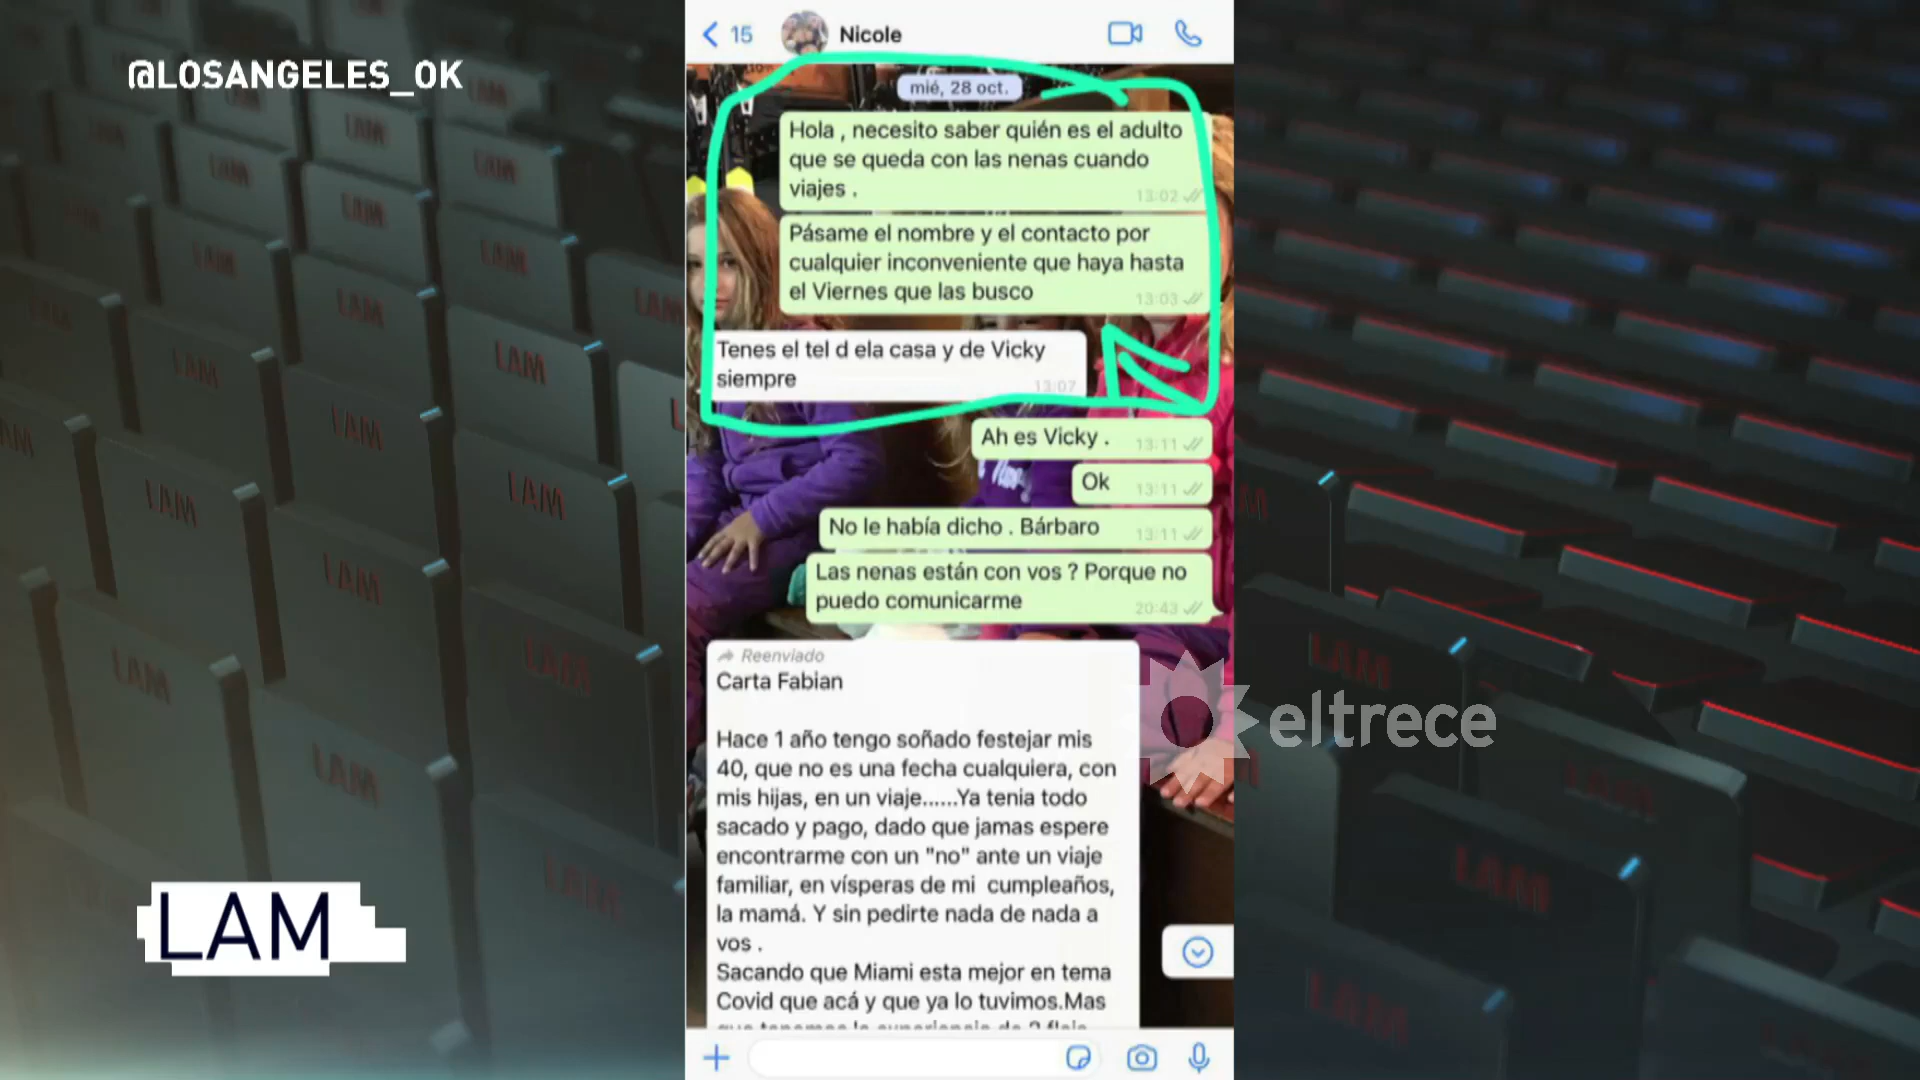 @LOSANGELES_OK
15
Nicole
mié, 28 oct.
Hola , necesito saber quién es el adulto
que se queda con las nenas cuando
viajes .
13:02
Pásame el nombre y el contacto por
cualquier inconveniente que haya hasta
el Viernes que las busco
13:03
Tenes el tel d ela casa y de Vicky
siempre
13:07
Ah es Vicky .
13:11
Ok
13:11
No le había dicho . Bárbaro
13:11
Las nenas están con vos ? Porque no
puedo comunicarme
20:43
Reenviado
Carta Fabian
Hace 1 año tengo soñado festejar mis
40, que no es una fecha cualquiera, con
mis hijas, en un viaje......Ya tenia todo
sacado y pago, dado que jamas espere
encontrarme con un "no" ante un viaje
familiar, en vísperas de mi cumpleaños,
la mamá. Y sin pedirte nada de nada a
vos .
Sacando que Miami esta mejor en tema
Covid que acá y que ya lo tuvimos.Mas
eltrece
LAM